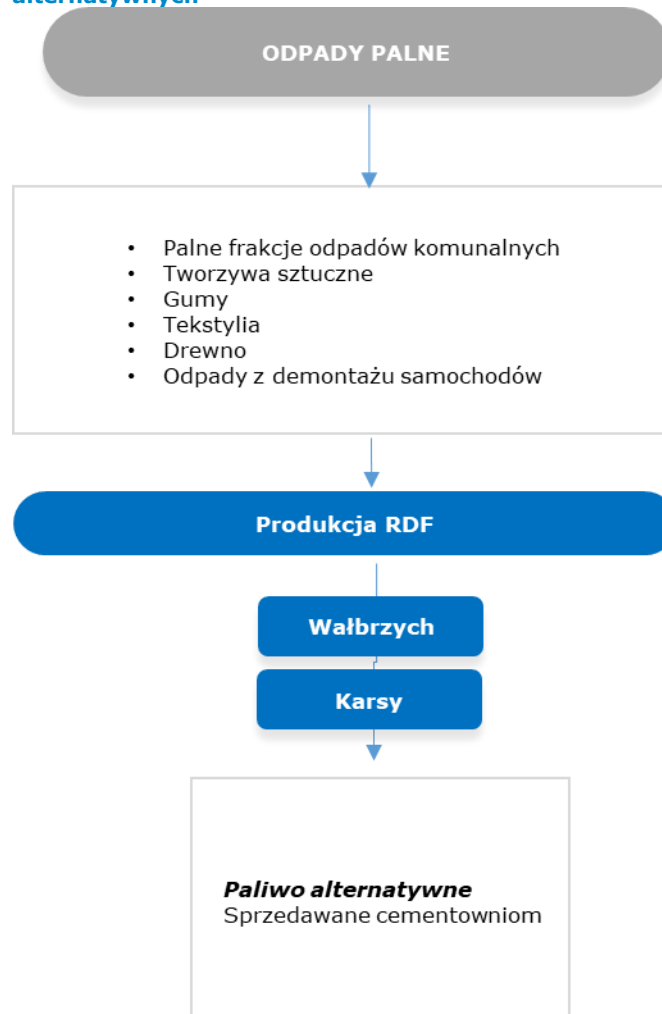 alternatywnych
ODPADY PALNE
• Palne frakcje odpadów komunalnych
• Tworzywa sztuczne
• Gumy
• Tekstylia
• Drewno
• Odpady z demontażu samochodów
Produkcja RDF
Wałbrzych
Karsy
Paliwo alternatywne
Sprzedawane cementowniom